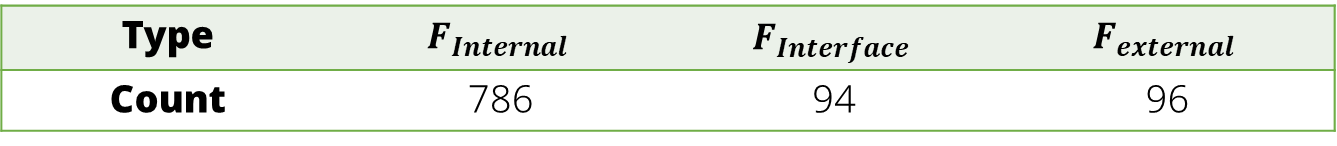 Type F_Internal F_Interface F_external
Count 786 94 96